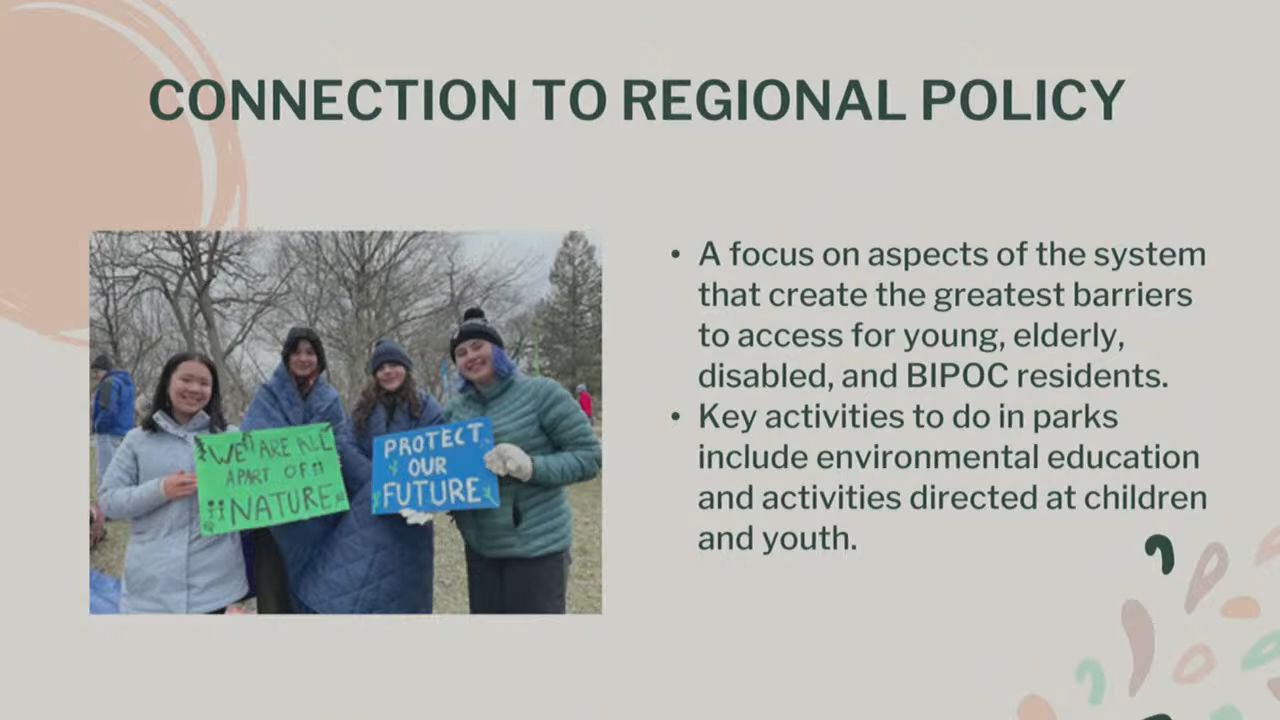 CONNECTION TO REGIONAL POLICY
WE ARE ALL
APART OF
NATURE
PROTECT
OUR
FUTURE
• A focus on aspects of the system
that create the greatest barriers
to access for young, elderly,
disabled, and BIPOC residents.
• Key activities to do in parks
include environmental education
and activities directed at children
and youth.